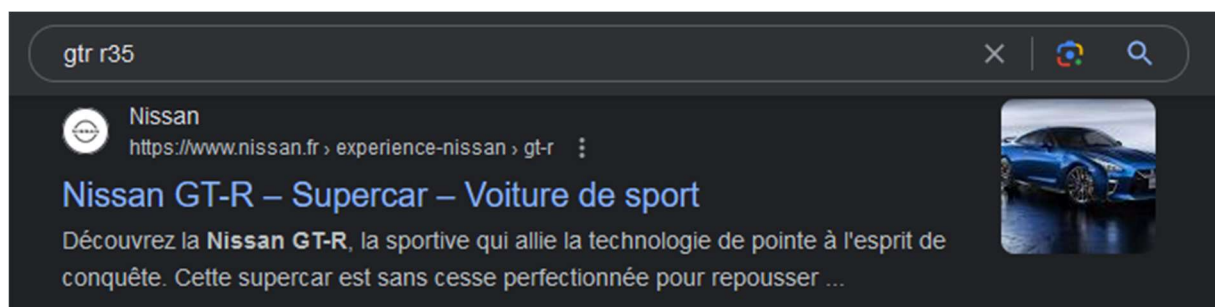 gtr r35
Nissan
https://www.nissan.fr › experience-nissan › gt-r
Nissan GT-R – Supercar – Voiture de sport
Découvrez la Nissan GT-R, la sportive qui allie la technologie de pointe à l'esprit de
conquête. Cette supercar est sans cesse perfectionnée pour repousser ...